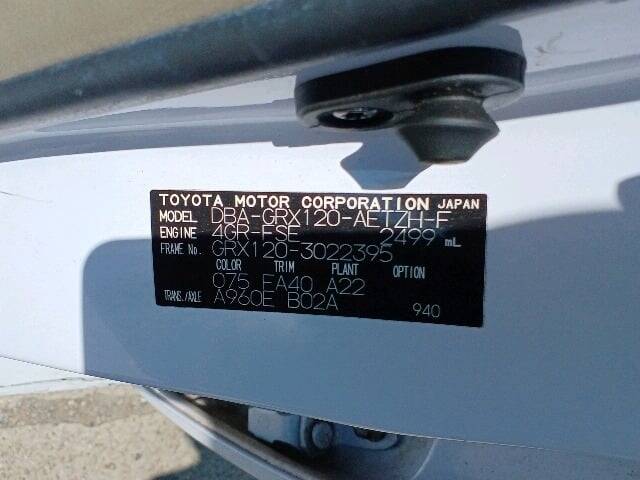 TOYOTA MOTOR CORPORATION JAPAN
MODEL DBA-GRX120-AETZH-F
ENGINE 4GR-FSE 2499 mL
FRAME No. GRX120-3022395
COLOR TRIM PLANT OPTION
075 EA40 A22
TRANS./AXLE A960E B02A
940